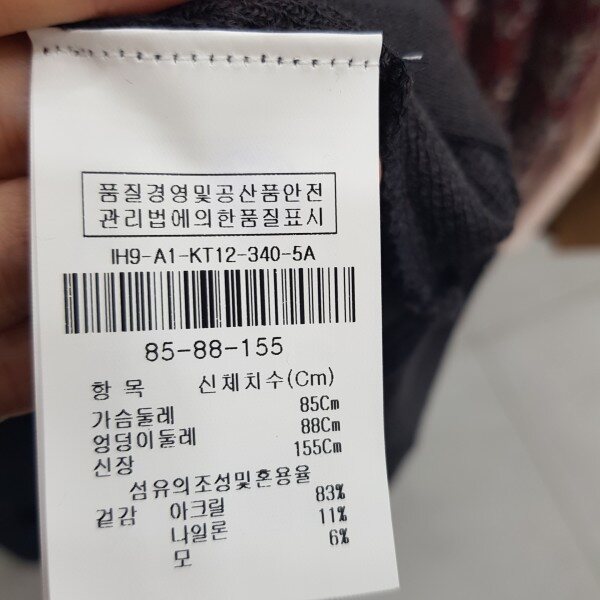 품질경영및공산품안전
관리법에의한품질표시
IH9-A1-KT12-340-5A
85-88-155
항 목 신체치수(Cm)
가슴둘레 85Cm
엉덩이둘레 88Cm
신장 155Cm
섬유의조성및혼용율
겉감 아크릴 83%
나일론 11%
모 6%